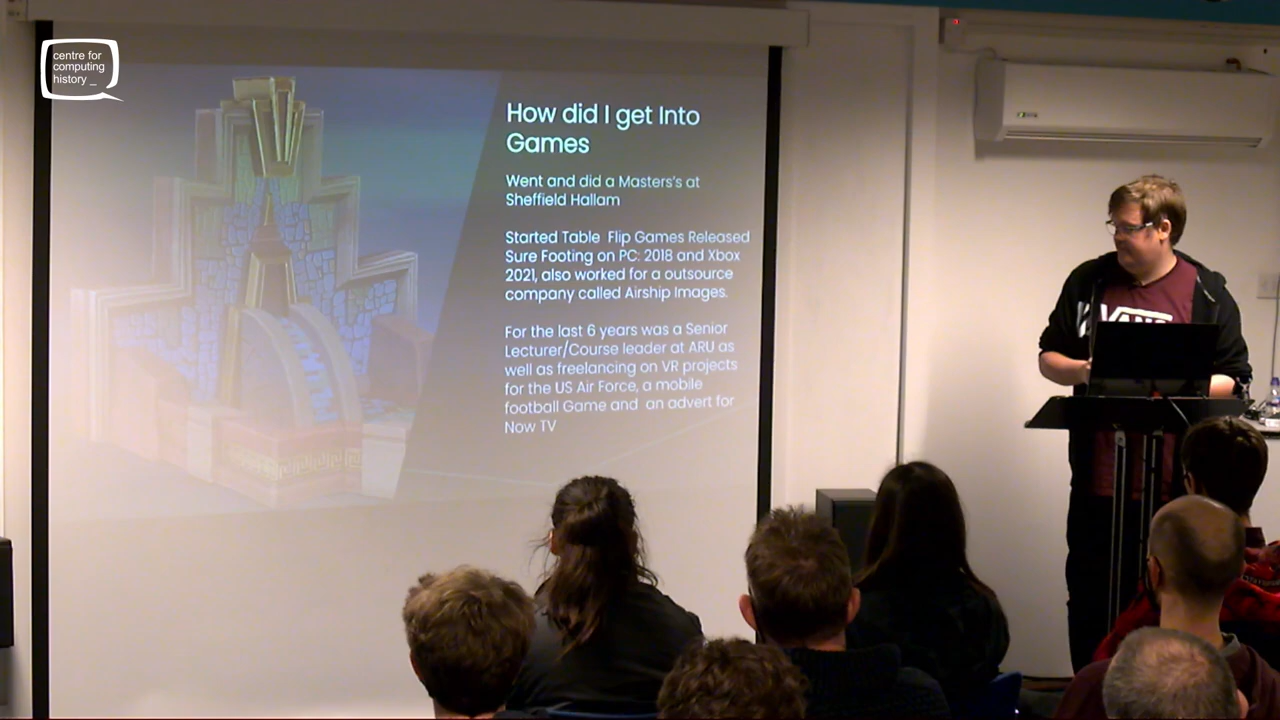 centre for
computing
history _
How did I get Into
Games
Went and did a Masters's at
Sheffield Hallam
Started Table Flip Games Released
Sure Footing on PC: 2018 and Xbox
2021, also worked for a outsource
company called Airship Images.
For the last 6 years was a Senior
Lecturer/Course leader at ARU as
well as freelancing on VR projects
for the US Air Force, a mobile
football Game and an advert for
Now TV
VANS